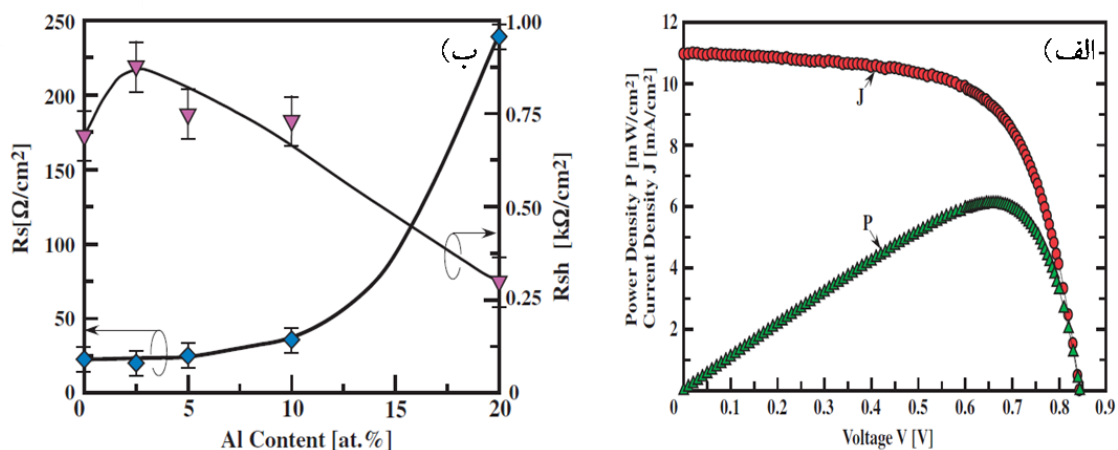 ب)
250
200
150
100
50
0
Rs[Ω/cm²]
1.00
0.75
0.50
0.25
0
Rsh [kΩ/cm²]
0 5 10 15 20
Al Content [at.%]
الف)
12
10
8
6
4
2
Power Density P [mW/cm²]
Current Density J [mA/cm²]
J
P
0 0.1 0.2 0.3 0.4 0.5 0.6 0.7 0.8 0.9
Voltage V [V]